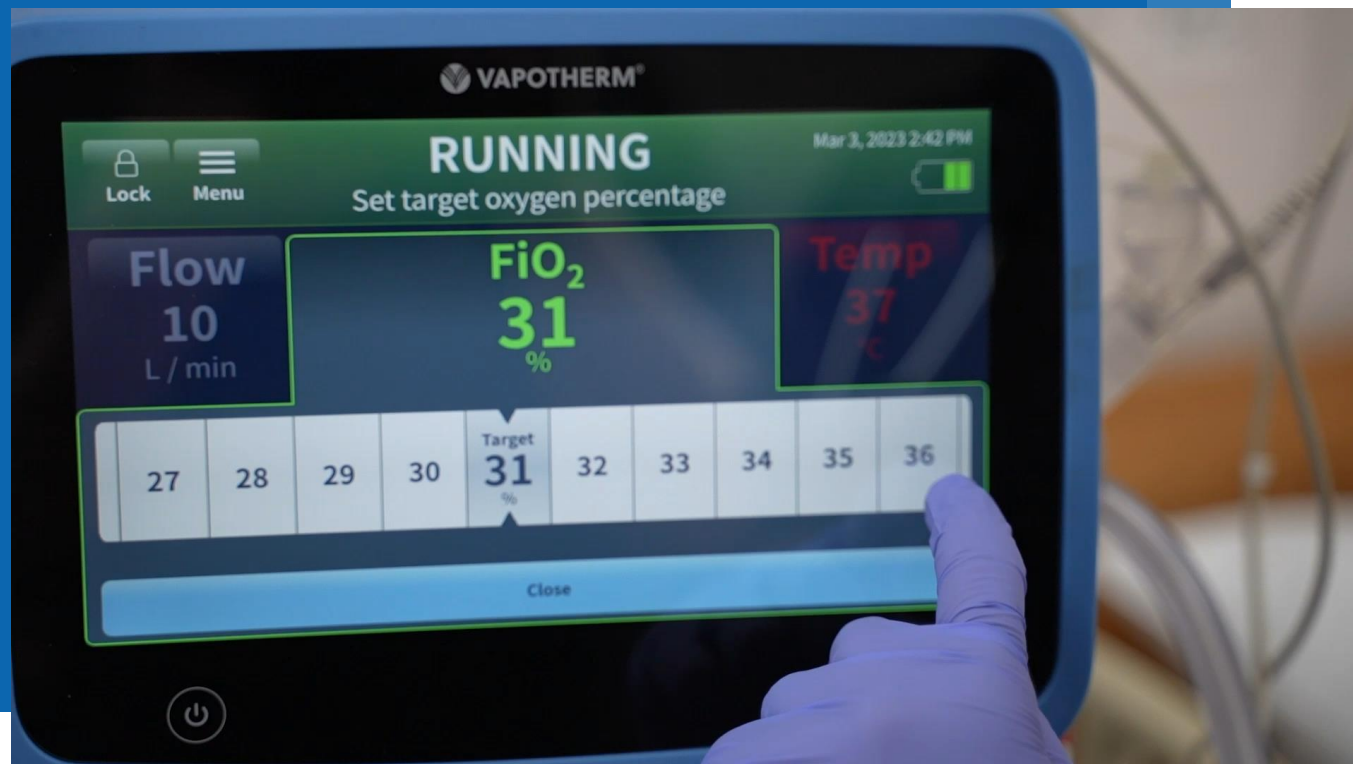 VAPOTHERM®
RUNNING
Mar 3, 2023 2:42 PM
Lock
Menu
Set target oxygen percentage
Flow
10
L / min
FiO₂
31
%
Temp
37
°C
27 28 29 30 Target 31 % 32 33 34 35 36
Close